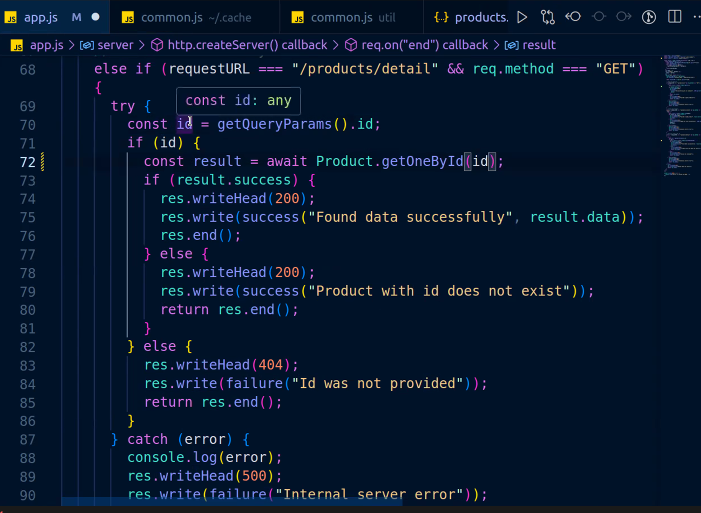 JS app.js M JS common.js ~/.cache JS common.js util {..} products.
JS app.js > server > http.createServer() callback > req.on("end") callback > result
68 else if (requestURL === "/products/detail" && req.method === "GET")
{
69 try {
const id: any
70 const id = getQueryParams().id;
71 if (id) {
72 const result = await Product.getOneById(id);
73 if (result.success) {
74 res.writeHead(200);
75 res.write(success("Found data successfully", result.data));
76 res.end();
77 } else {
78 res.writeHead(200);
79 res.write(success("Product with id does not exist"));
80 return res.end();
81 }
82 } else {
83 res.writeHead(404);
84 res.write(failure("Id was not provided"));
85 return res.end();
86 }
87 } catch (error) {
88 console.log(error);
89 res.writeHead(500);
90 res.write(failure("Internal server error"));